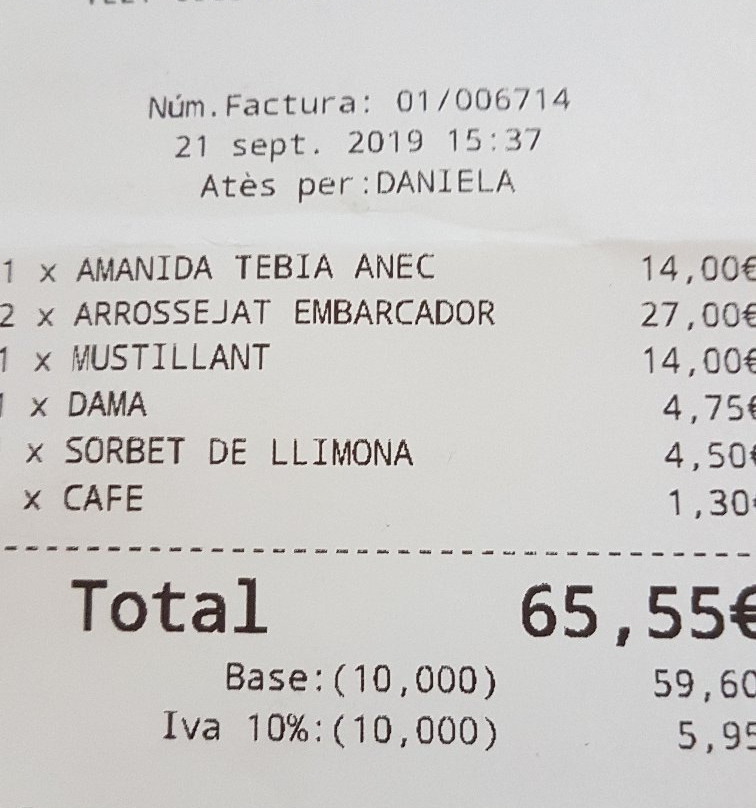 Núm.Factura: 01/006714
21 sept. 2019 15:37
Atès per:DANIELA
1 x AMANIDA TEBIA ANEC 14,00€
2 x ARROSSEJAT EMBARCADOR 27,00€
1 x MUSTILLANT 14,00€
1 x DAMA 4,75€
x SORBET DE LLIMONA 4,50€
x CAFE 1,30
Total 65,55€
Base:(10,000) 59,60
Iva 10%:(10,000) 5,95